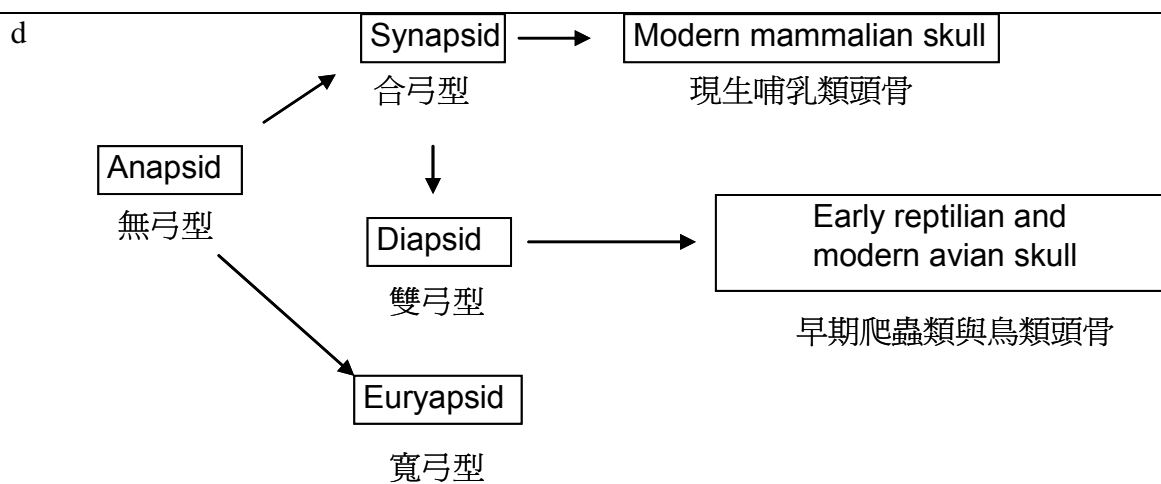 d
Synapsid
合弓型
Modern mammalian skull
現生哺乳類頭骨
Anapsid
無弓型
Diapsid
雙弓型
Early reptilian and
modern avian skull
早期爬蟲類與鳥類頭骨
Euryapsid
寬弓型